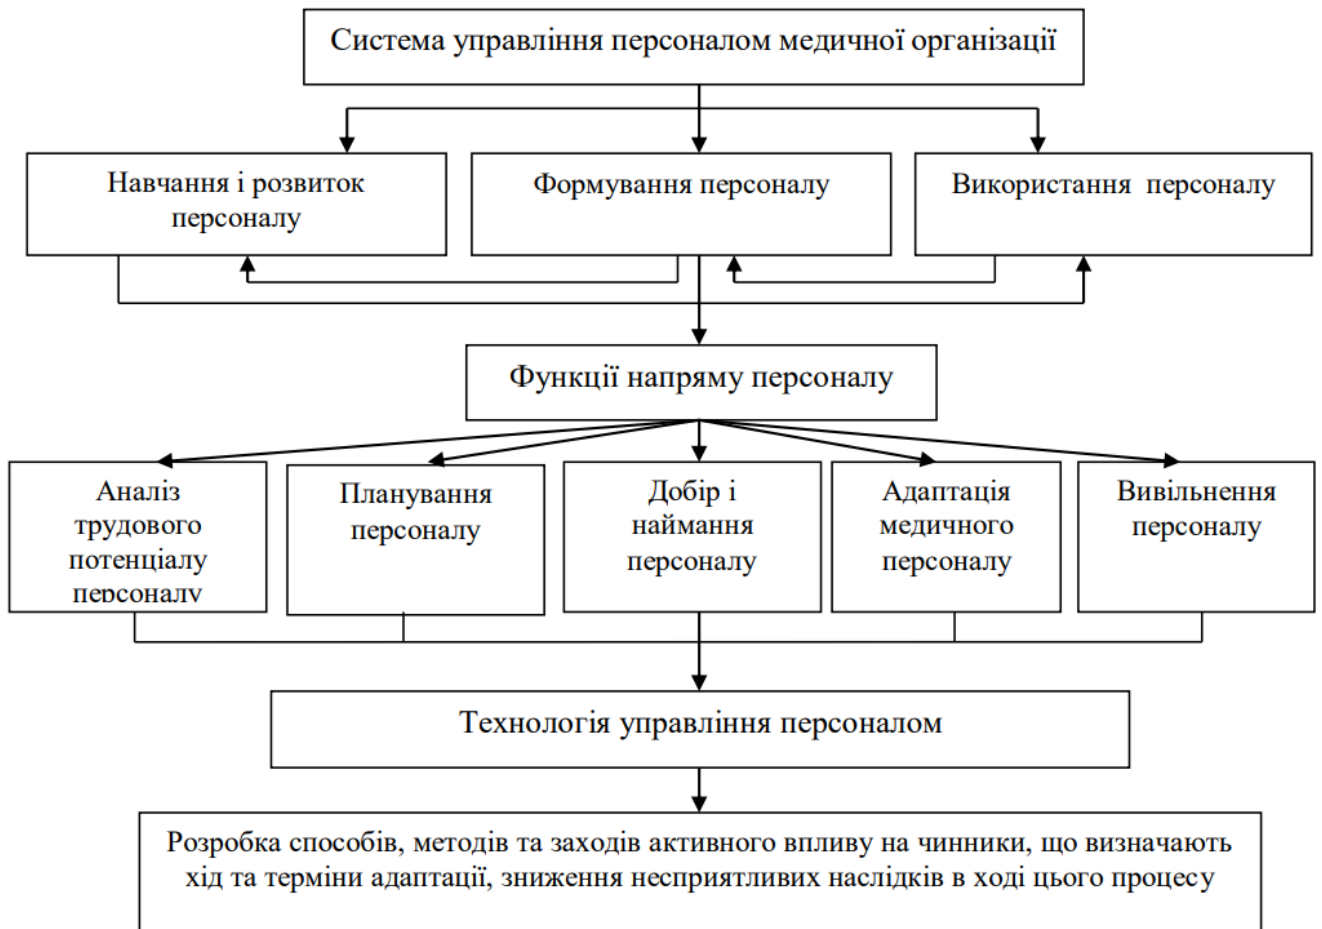 Система управління персоналом медичної організації
Навчання і розвиток
персоналу
Формування персоналу
Використання персоналу
Функції напряму персоналу
Аналіз
трудового
потенціалу
персоналу
Планування
персоналу
Добір і
наймання
персоналу
Адаптація
медичного
персоналу
Вивільнення
персоналу
Технологія управління персоналом
Розробка способів, методів та заходів активного впливу на чинники, що визначають
хід та терміни адаптації, зниження несприятливих наслідків в ході цього процесу